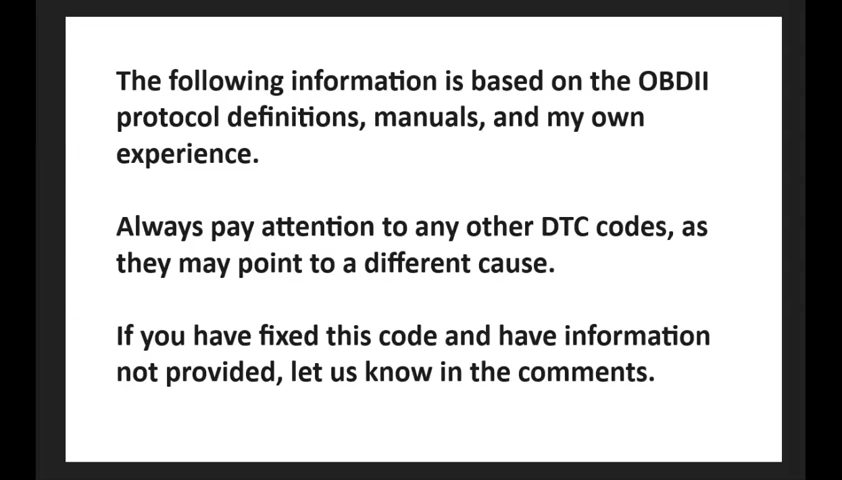 The following information is based on the OBDII
protocol definitions, manuals, and my own
experience.
Always pay attention to any other DTC codes, as
they may point to a different cause.
If you have fixed this code and have information
not provided, let us know in the comments.